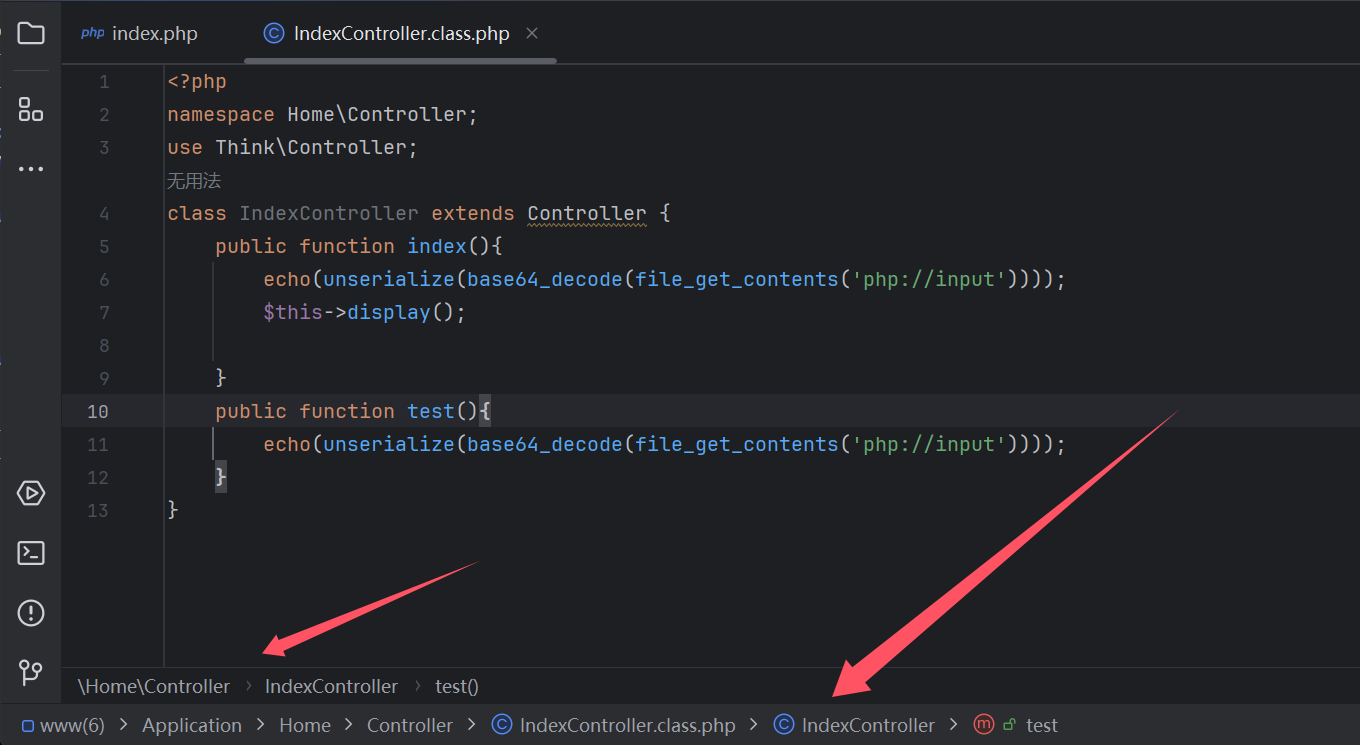 php index.php IndexController.class.php
1 <?php
2 namespace Home\Controller;
3 use Think\Controller;
无用法
4 class IndexController extends Controller {
5 public function index(){
6 echo(unserialize(base64_decode(file_get_contents('php://input'))));
7 $this->display();
8
9 }
10 public function test(){
11 echo(unserialize(base64_decode(file_get_contents('php://input'))));
12 }
13 }
\Home\Controller › IndexController › test()
www(6) > Application > Home > Controller > IndexController.class.php > IndexController > test